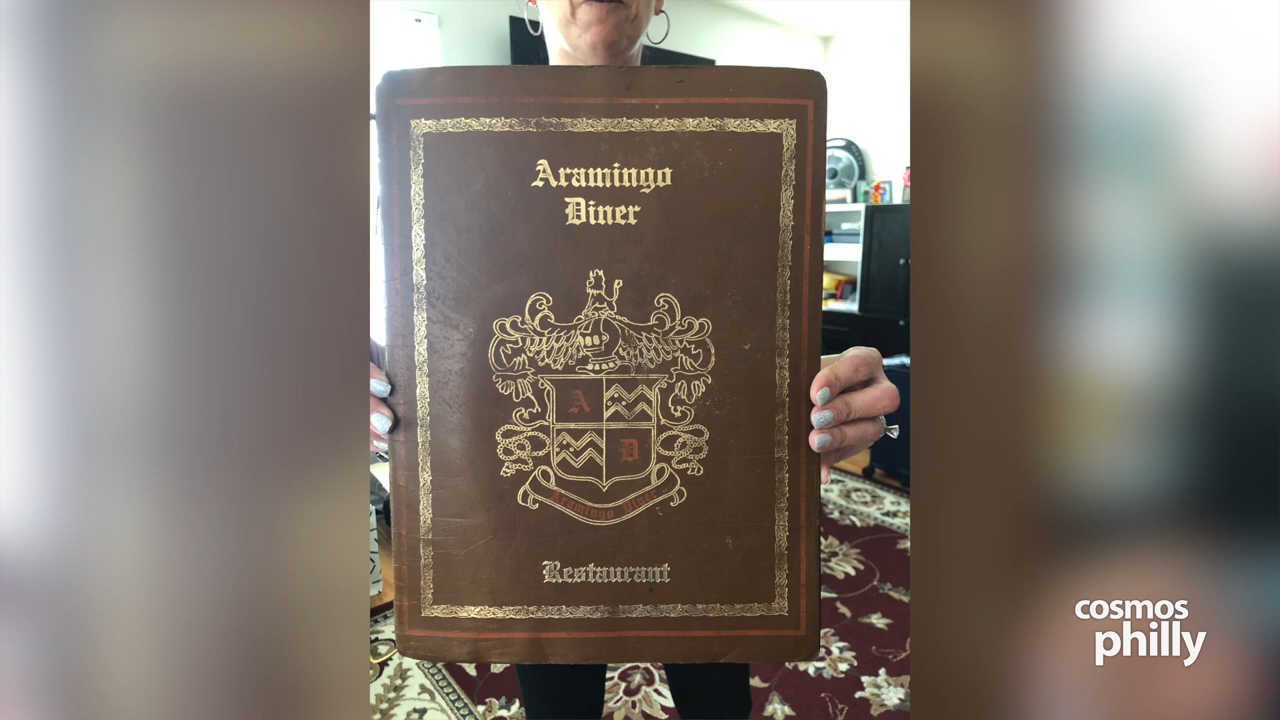 Aramingo
Diner
A
D
Aramingo Diner
Restaurant
cosmos
philly